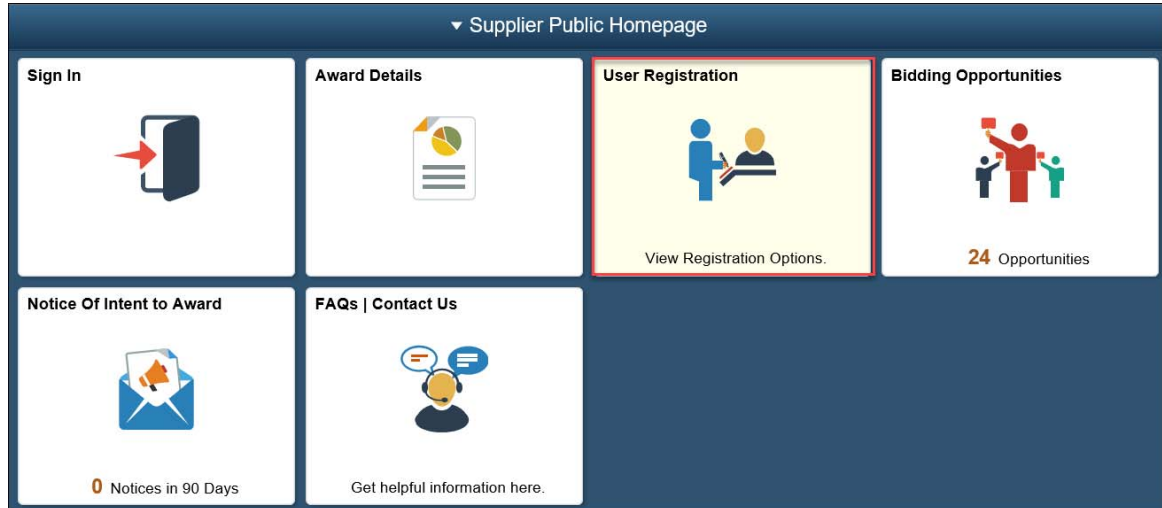 Supplier Public Homepage
Sign In
Award Details
User Registration
View Registration Options.
Bidding Opportunities
24 Opportunities
Notice Of Intent to Award
0 Notices in 90 Days
FAQs | Contact Us
Get helpful information here.